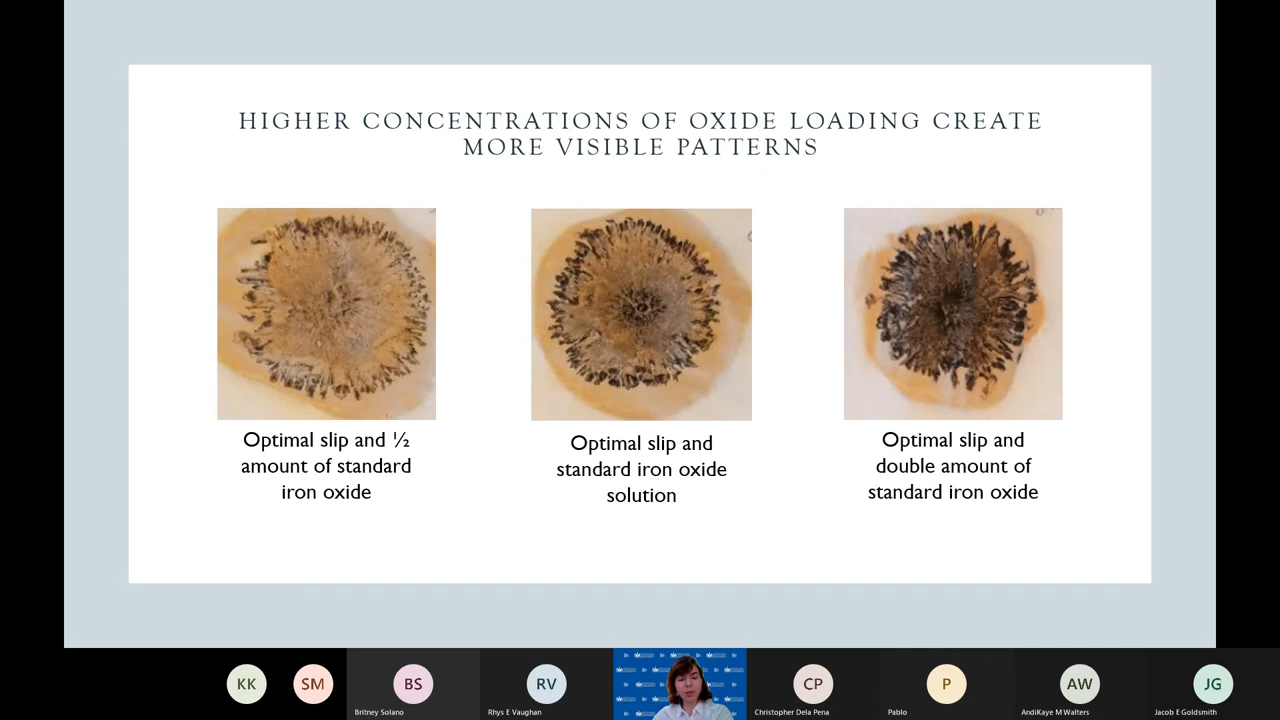 HIGHER CONCENTRATIONS OF OXIDE LOADING CREATE
MORE VISIBLE PATTERNS
Optimal slip and ½
amount of standard
iron oxide
Optimal slip and
standard iron oxide
solution
Optimal slip and
double amount of
standard iron oxide
KK
SM
BS
Britney Solano
RV
Rhys E Vaughan
CP
Christopher Dela Pena
P
Pablo
AW
AndiKaye M Walters
JG
Jacob E Goldsmith